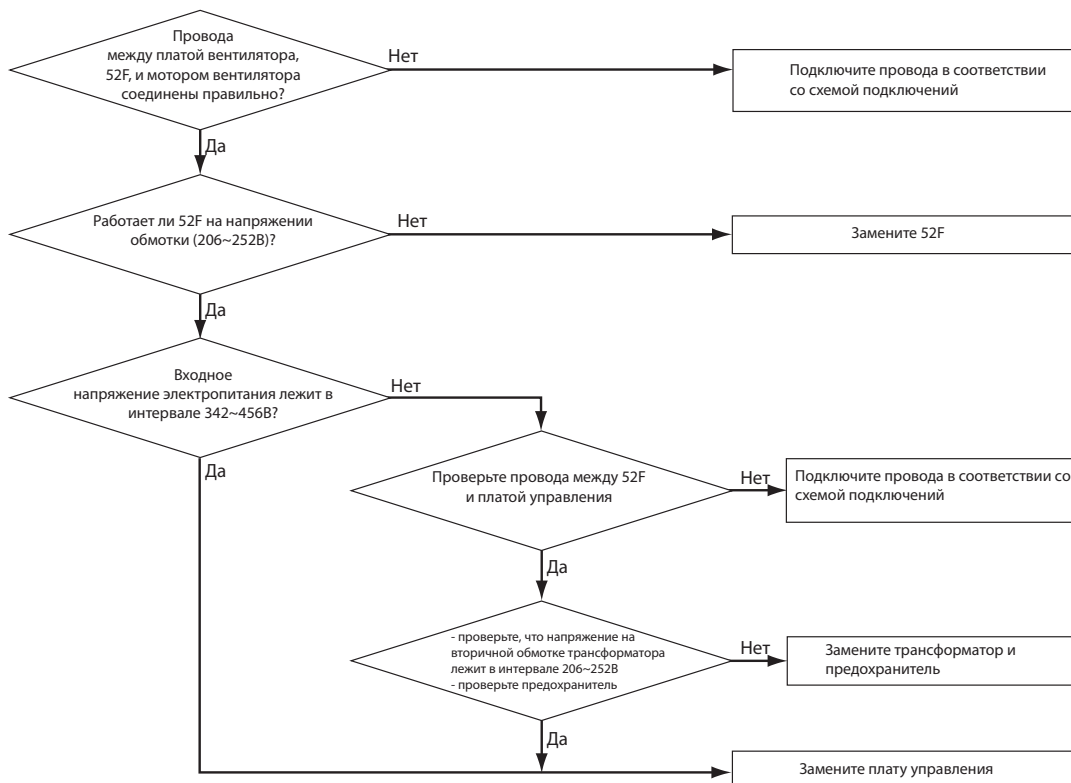 Провода
между платой вентилятора,
52F, и мотором вентилятора
соединены правильно?
Нет
Подключите провода в соответствии
со схемой подключений
Да
Работает ли 52F на напряжении
обмотки (206~252В)?
Нет
Замените 52F
Да
Входное
напряжение электропитания лежит в
интервале 342~456В?
Нет
Да
Проверьте провода между 52F
и платой управления
Нет
Подключите провода в соответствии со
схемой подключений
Да
- проверьте, что напряжение на
вторичной обмотке трансформатора
лежит в интервале 206~252В
- проверьте предохранитель
Нет
Замените трансформатор и
предохранитель
Да
Замените плату управления